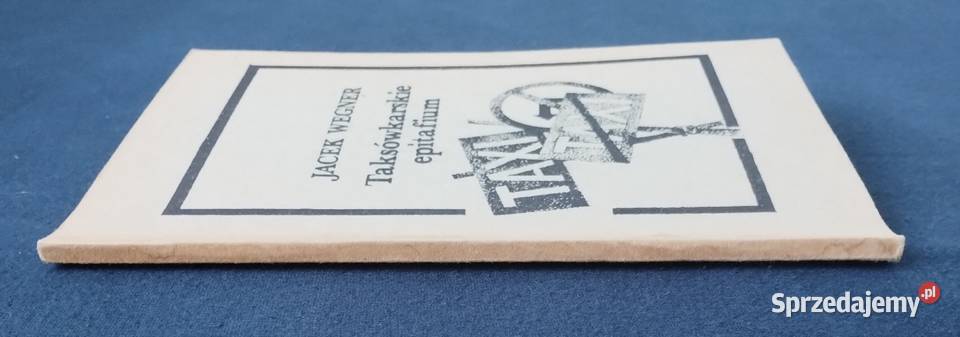 JACEK WEGNER
Taksówkarskie
epitafium
TAXI
TAXI
Sprzedajemy.pl